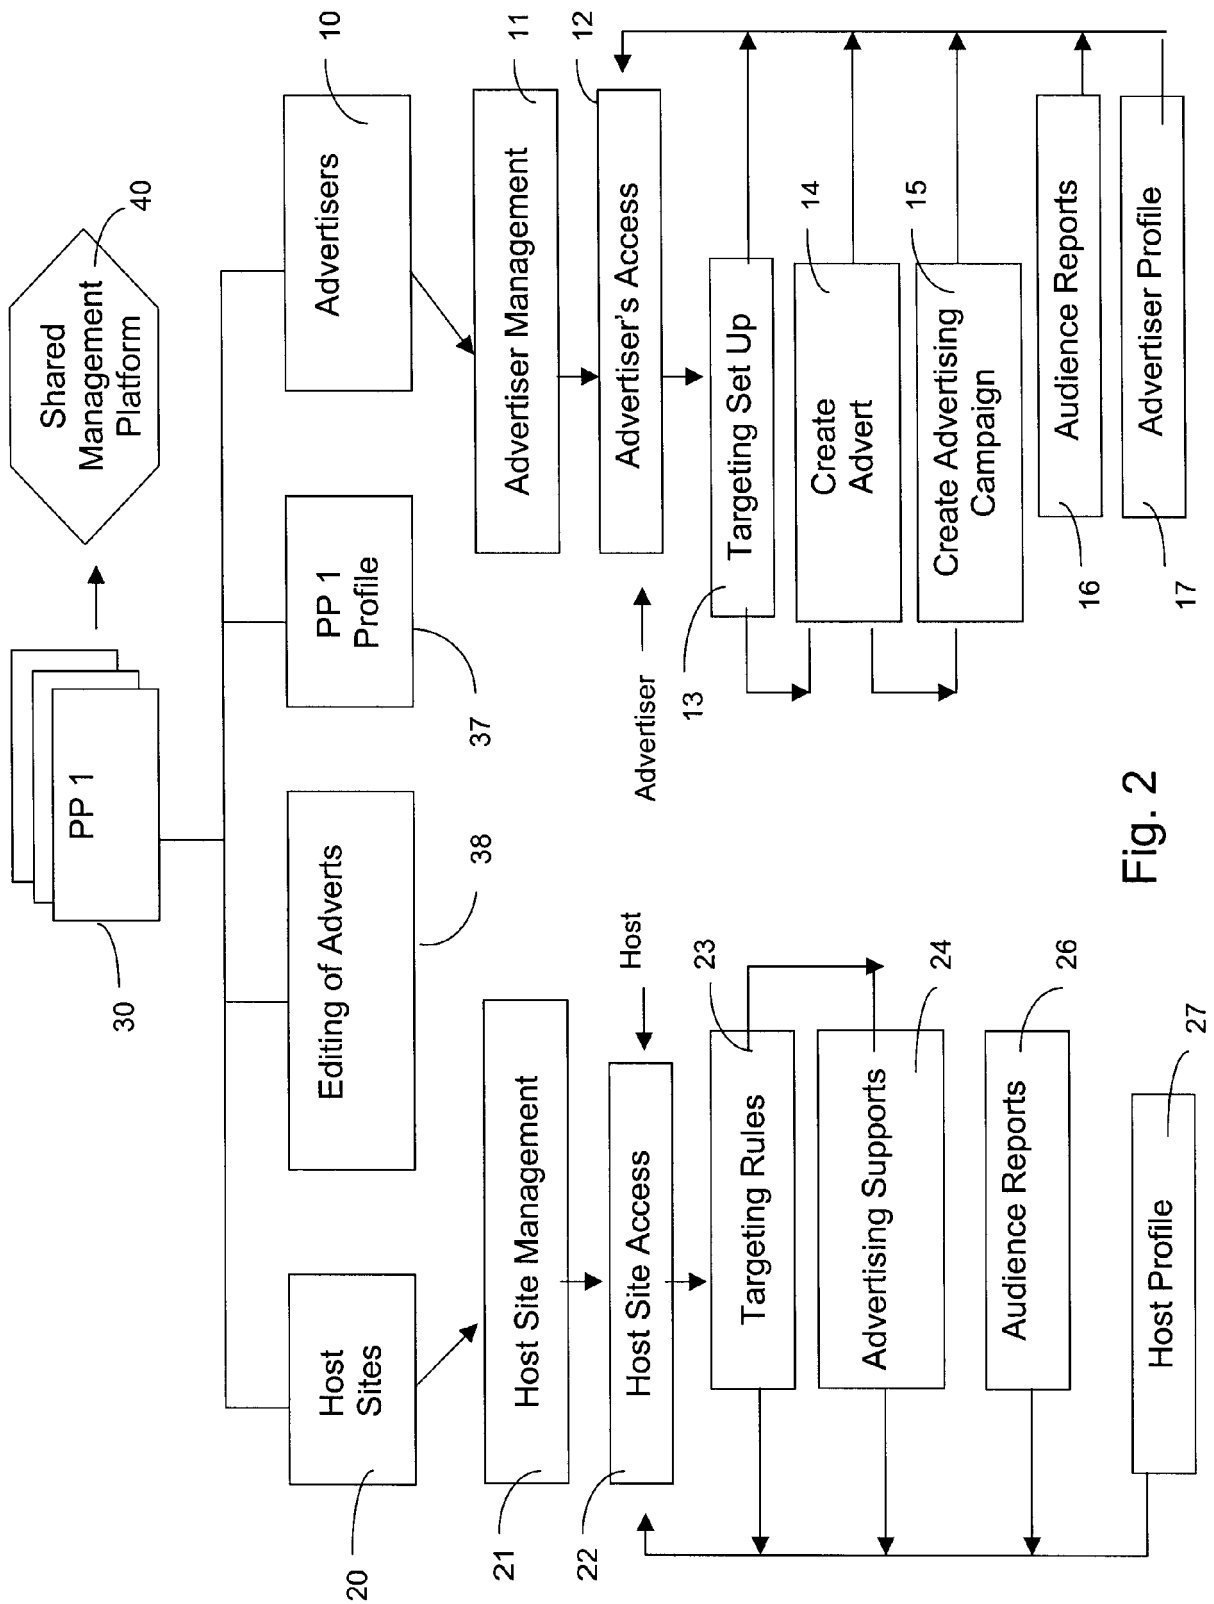 30
PP 1
Shared
Management
Platform
40
20
Host
Sites
Editing of Adverts
38
PP 1
Profile
37
Advertisers
10
21
Host Site Management
Advertiser Management
11
22
Host Site Access
Host
Advertiser
Advertiser's Access
12
Targeting Rules
23
13
Targeting Set Up
Advertising Supports
24
Create
Advert
14
Create Advertising
Campaign
15
Audience Reports
26
16
Audience Reports
Host Profile
27
17
Advertiser Profile
Fig. 2